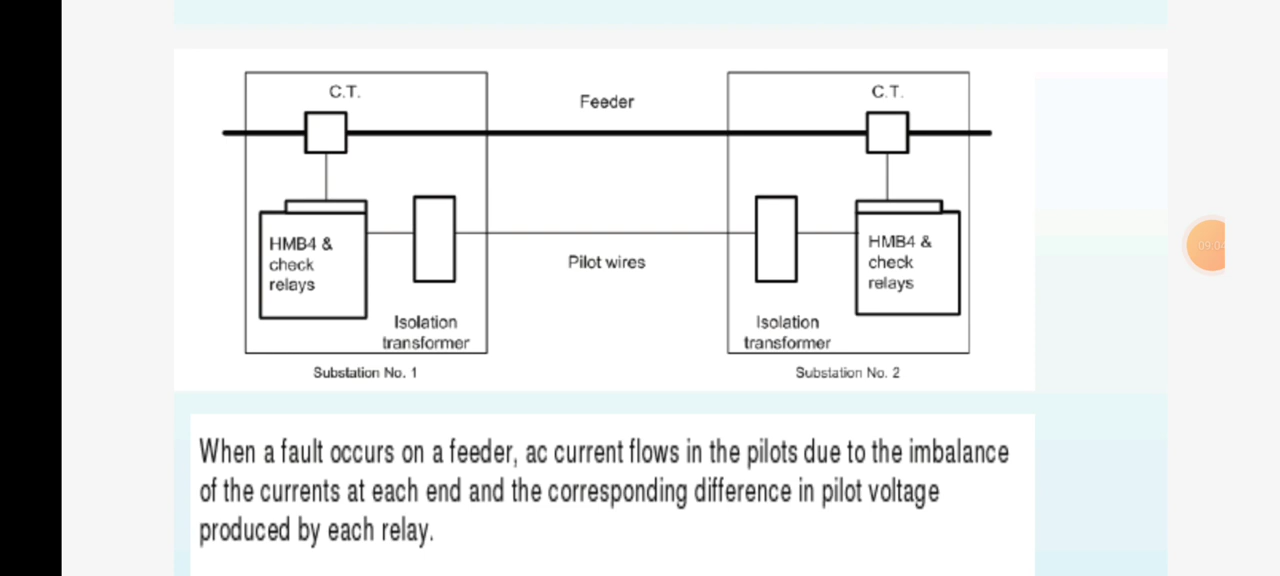 C.T.
Feeder
C.T.
HMB4 &
check
relays
Pilot wires
HMB4 &
check
relays
Isolation
transformer
Isolation
transformer
Substation No. 1
Substation No. 2
When a fault occurs on a feeder, ac current flows in the pilots due to the imbalance
of the currents at each end and the corresponding difference in pilot voltage
produced by each relay.